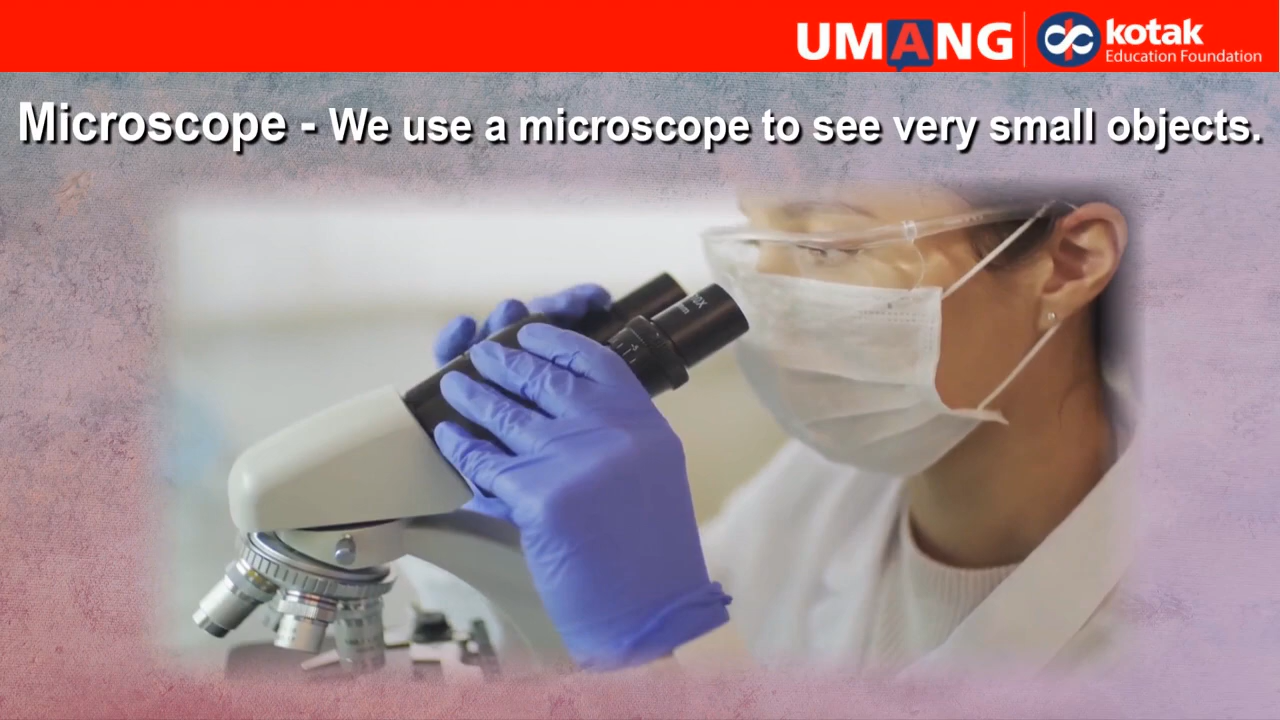 UMANG
kotak
Education Foundation
Microscope - We use a microscope to see very small objects.